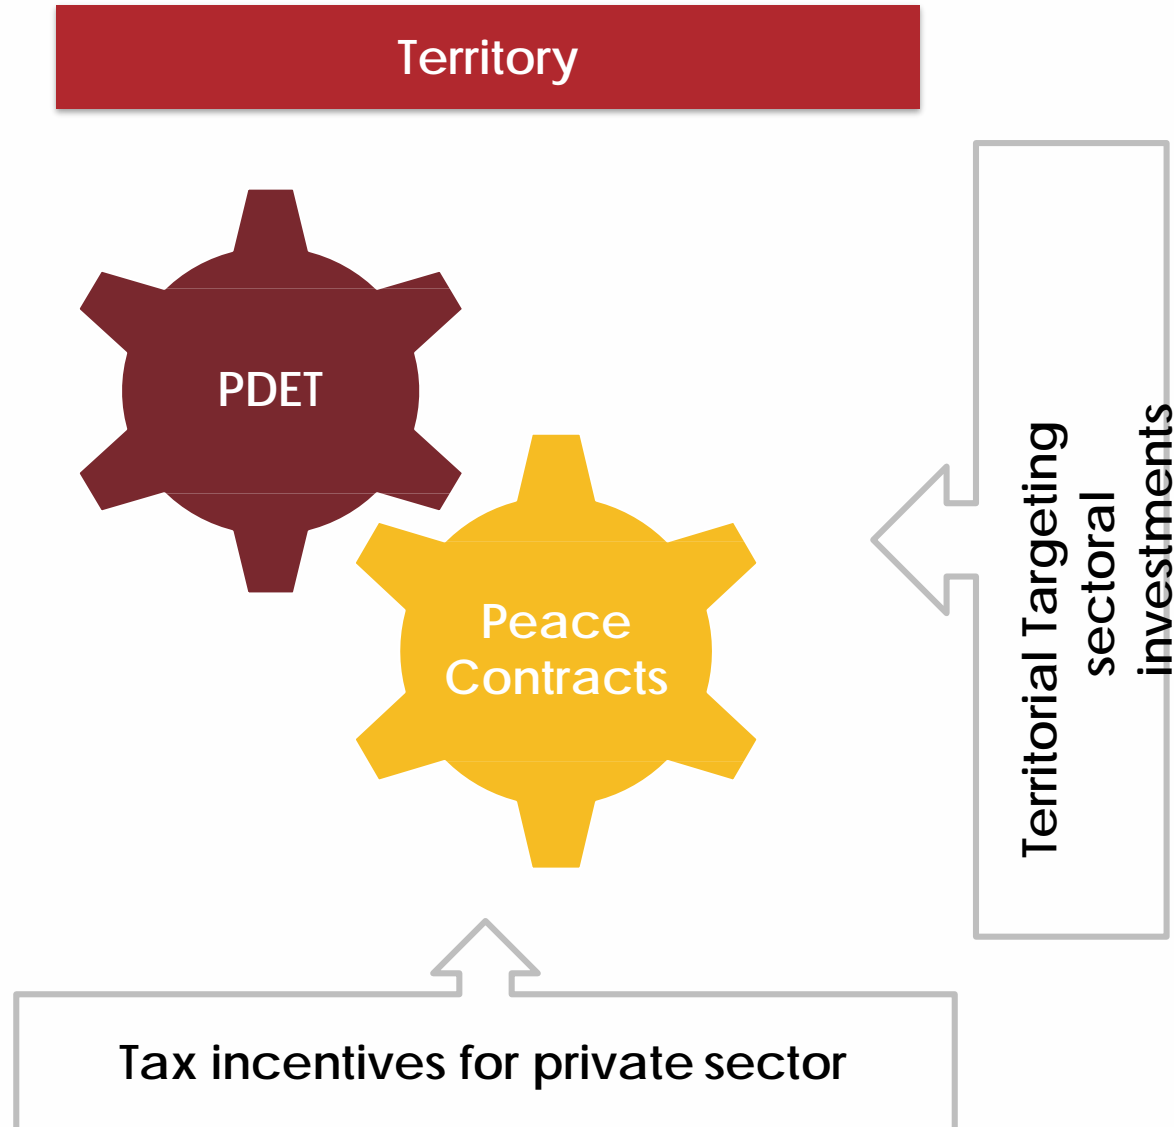 Territory
PDET
Peace
Contracts
Territorial Targeting
sectoral
investments
Tax incentives for private sector